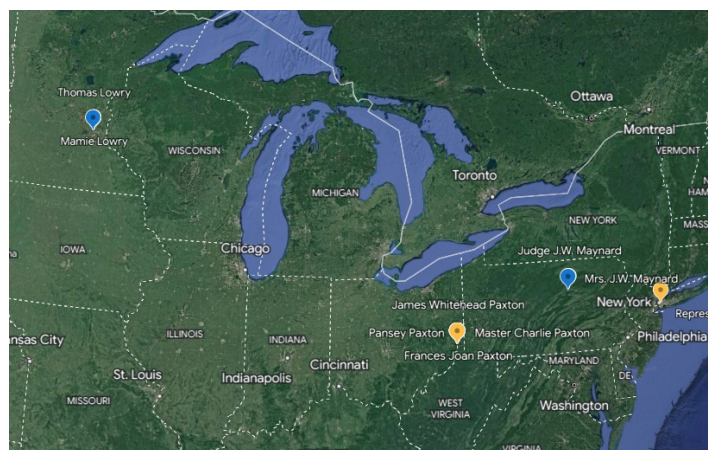 Thomas Lowry
Ottawa
Montreal
Mamie Lowry
WISCONSIN
VERMONT
Toronto
MICHIGAN
HAM
NEW YORK
MASS
IOWA
Chicago
Judge J.W. Maynard
Mrs. J.W. Maynard
New York
James Whitehead Paxton
Repres
nsas City
ILLINOIS
INDIANA
Pansey Paxton
Master Charlie Paxton
Philadelphia
Frances Joan Paxton
Cincinnati
MARYLAND
St. Louis
Indianapolis
DE
MISSOURI
WEST
VIRGINIA
Washington
VIRGINIA